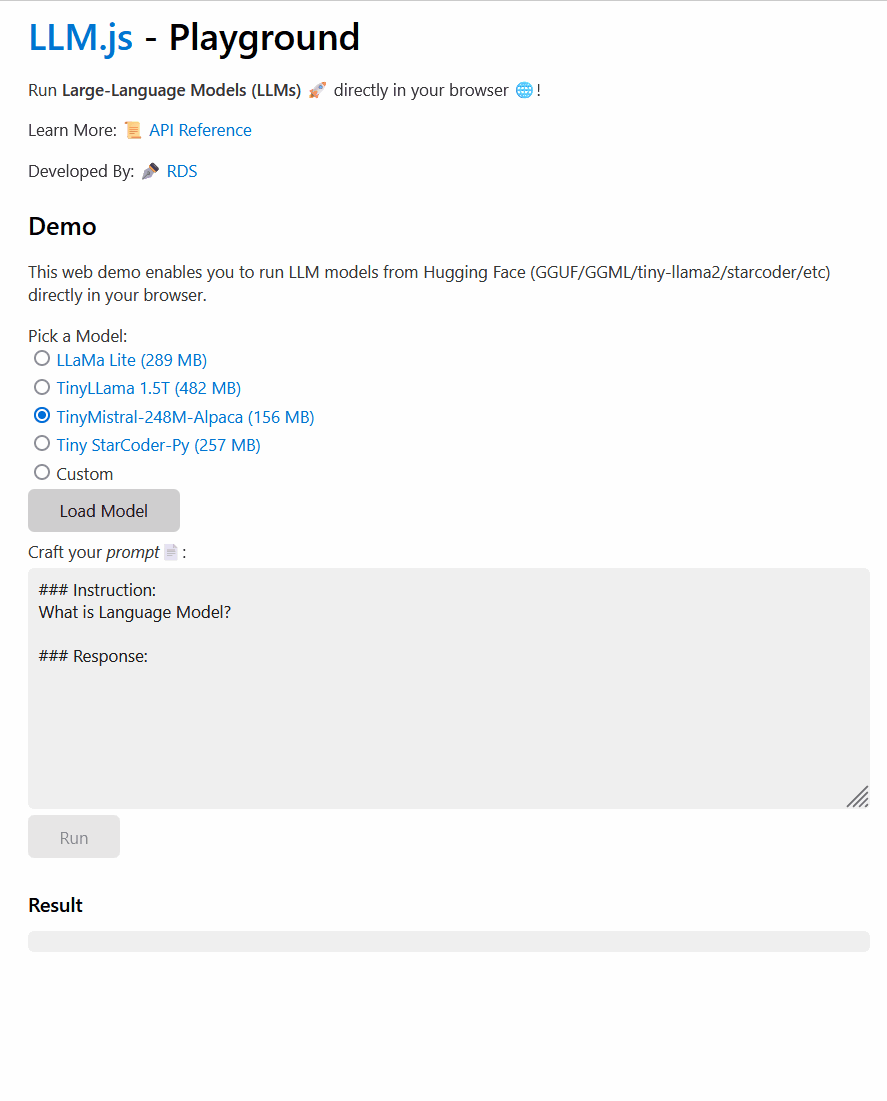 LLM.js - Playground
Run Large-Language Models (LLMs) 🚀 directly in your browser 🌐!
Learn More: 📜 API Reference
Developed By: ✒️ RDS
Demo
This web demo enables you to run LLM models from Hugging Face (GGUF/GGML/tiny-llama2/starcoder/etc)
directly in your browser.
Pick a Model:
LLaMa Lite (289 MB)
TinyLLama 1.5T (482 MB)
TinyMistral-248M-Alpaca (156 MB)
Tiny StarCoder-Py (257 MB)
Custom
Load Model
Craft your prompt 📄 :
### Instruction:
What is Language Model?
### Response:
Run
Result